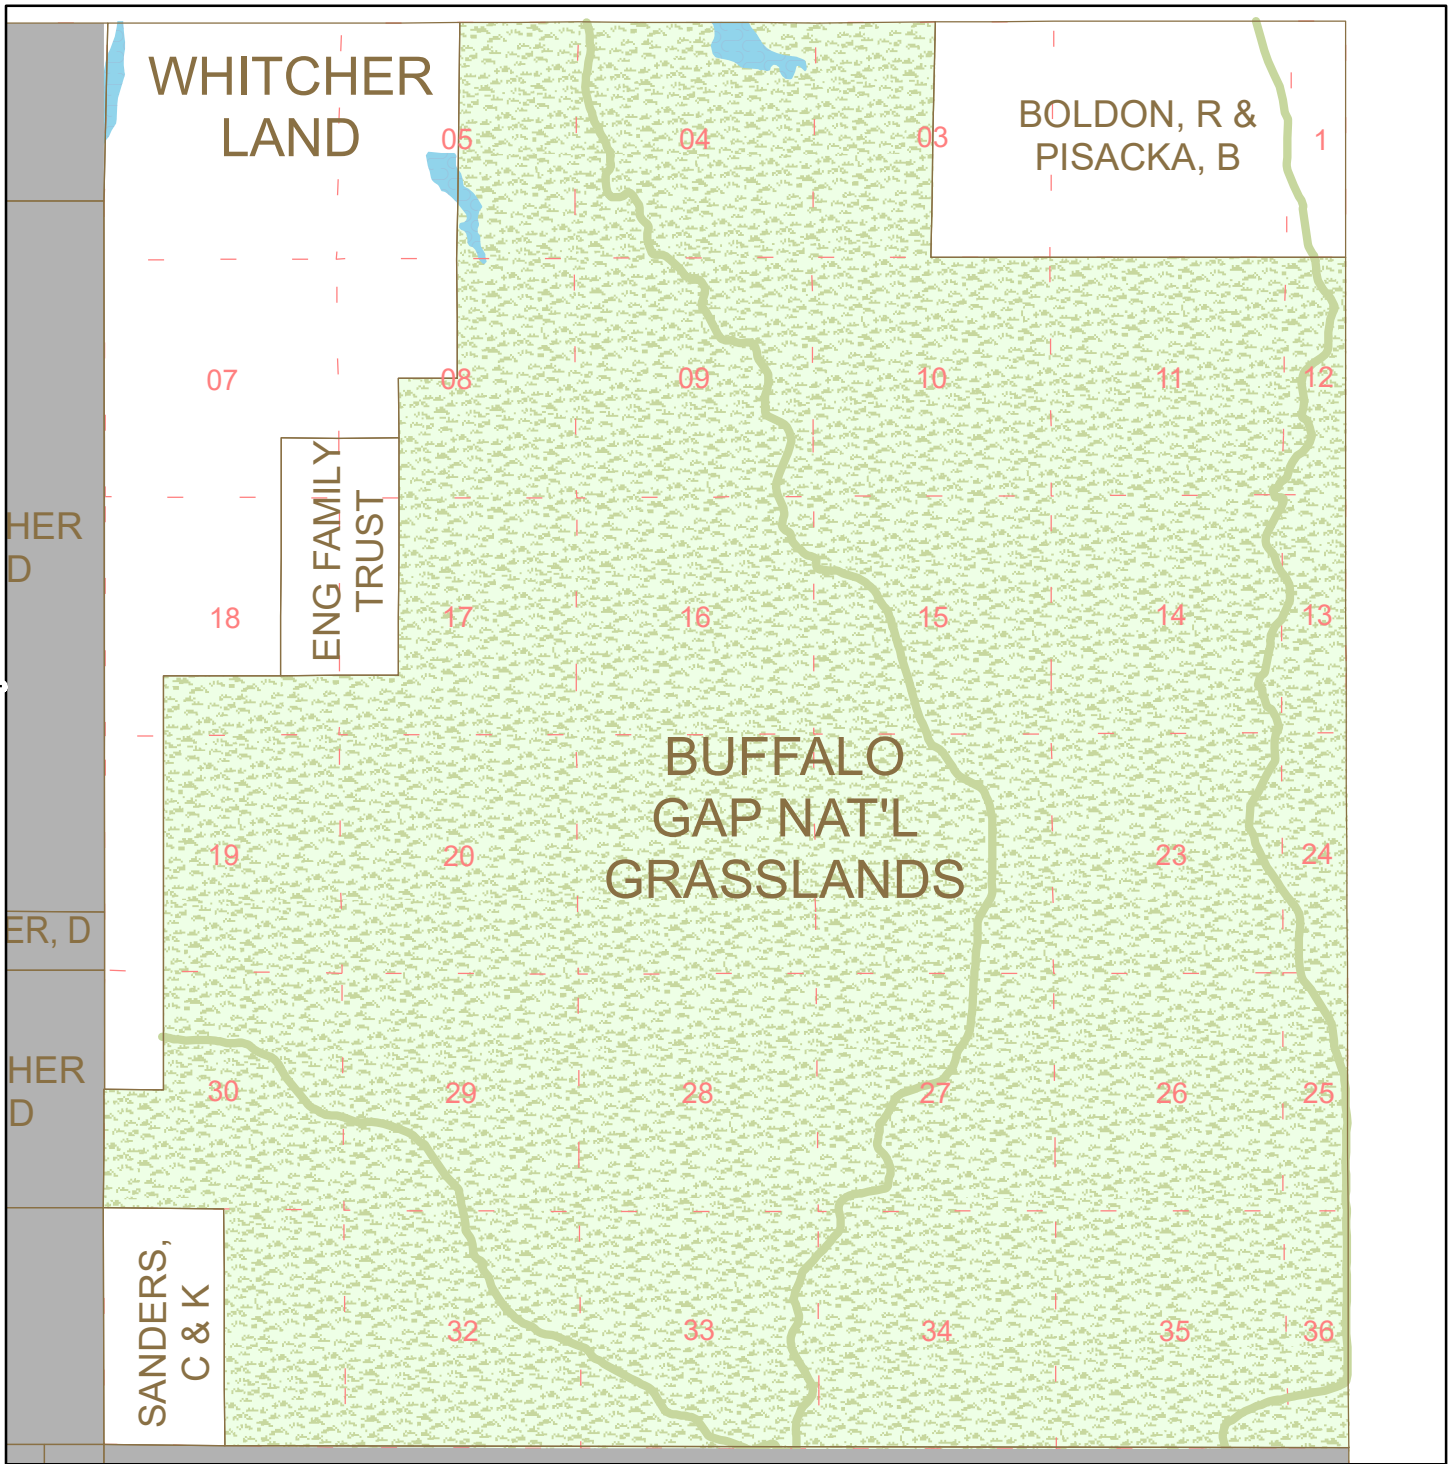 WHITCHER
LAND
05
04
03
BOLDON, R &
PISACKA, B
1
07
08
09
10
11
12
HER
D
ENG FAMILY
TRUST
18
17
16
15
14
13
BUFFALO
GAP NAT'L
GRASSLANDS
19
20
23
24
ER, D
HER
D
30
29
28
27
26
25
SANDERS,
C & K
32
33
34
35
36